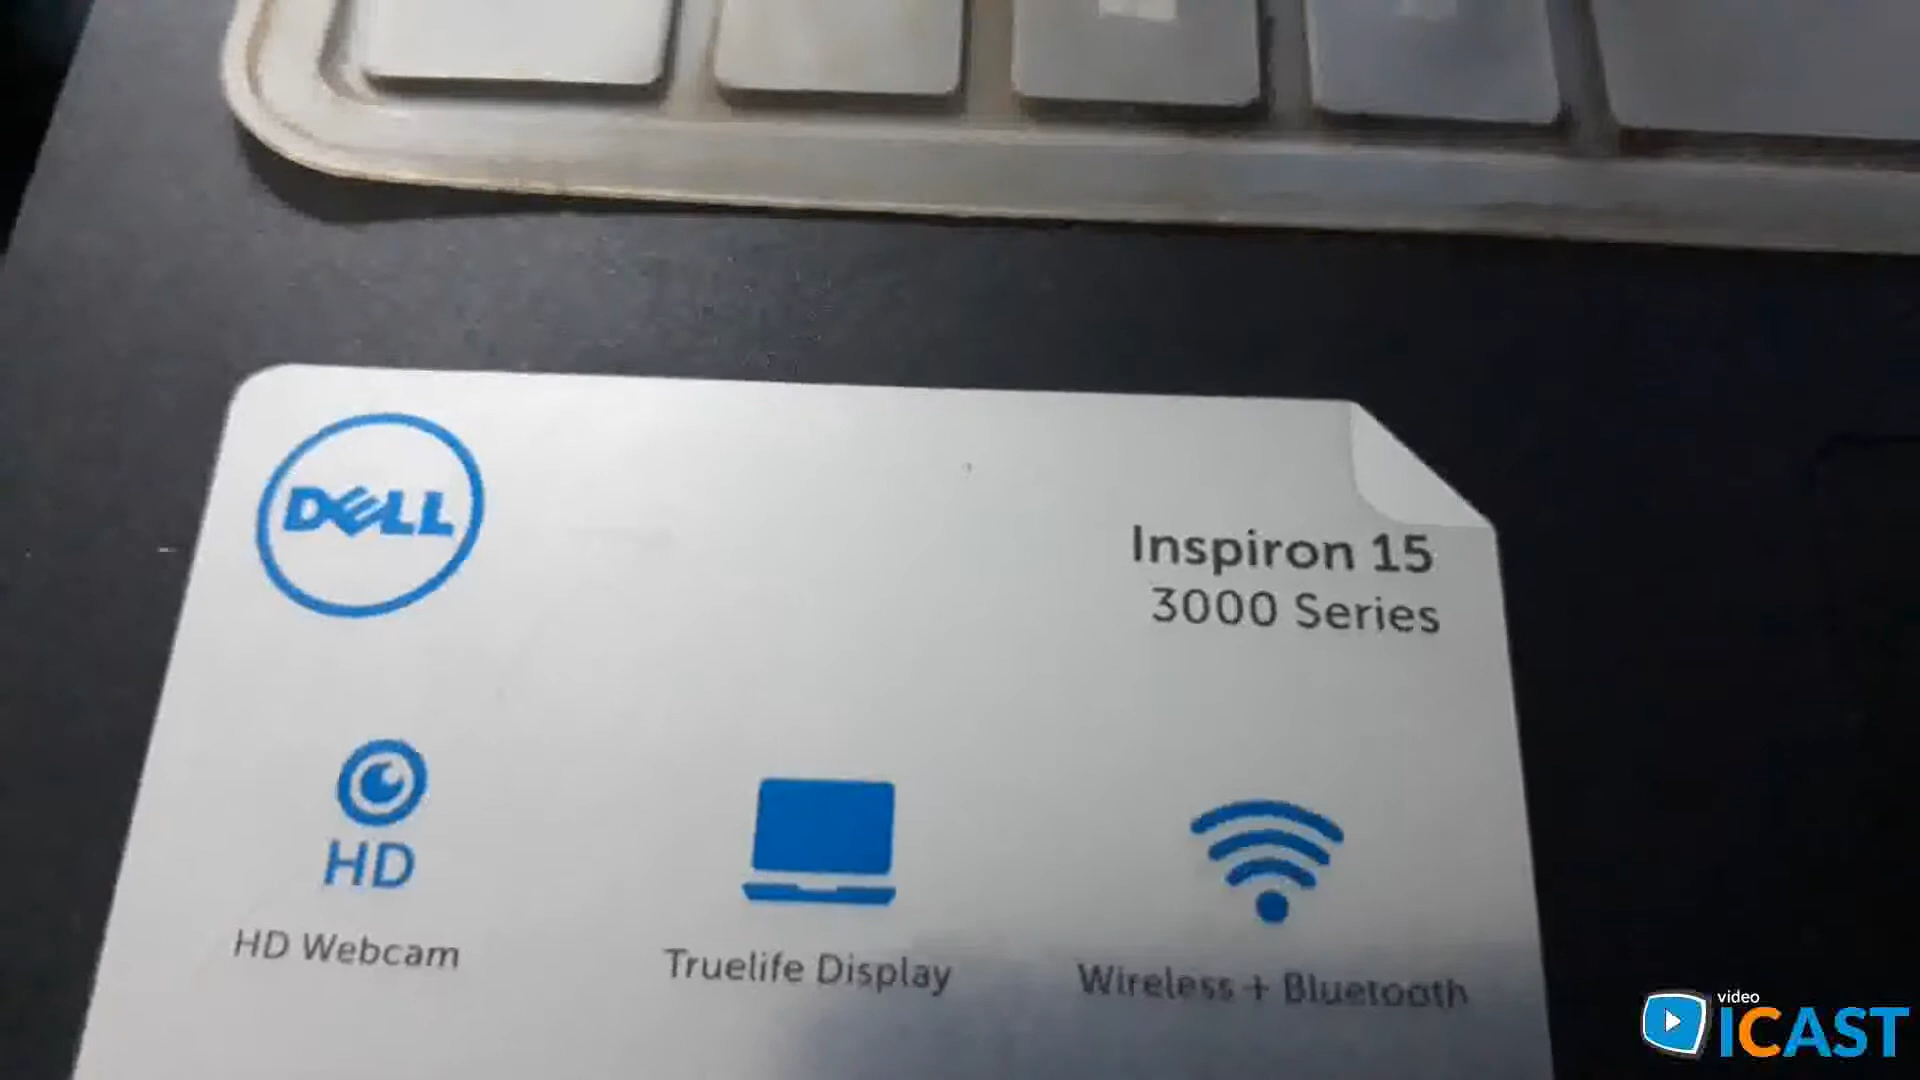 DELL
Inspiron 15
3000 Series
HD
HD Webcam
Truelife Display
Wireless + Bluetooth
video
ICAST